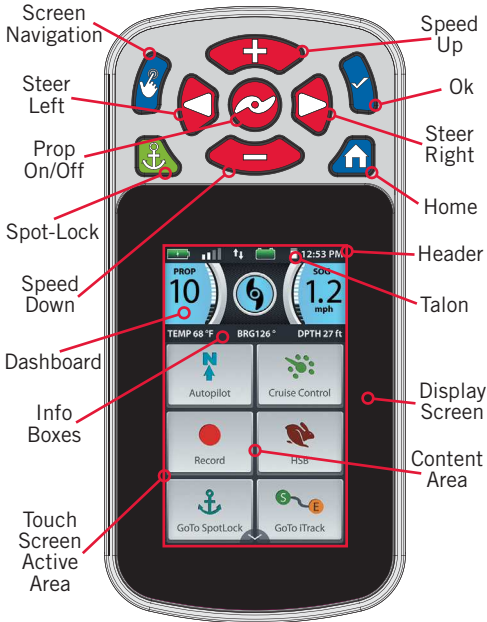 Screen
Navigation
Speed
Up
Steer
Left
Ok
Prop
On/Off
Steer
Right
Spot-Lock
Home
Header
Speed
Down
Talon
12:53 PM
PROP
10
SOG
1.2
mph
TEMP 68 °F BRG126 ° DPTH 27 ft
Dashboard
Info
Boxes
Display
Screen
N
Autopilot
Cruise Control
Record
HSB
Content
Area
S
E
GoTo SpotLock
GoTo iTrack
Touch
Screen
Active
Area